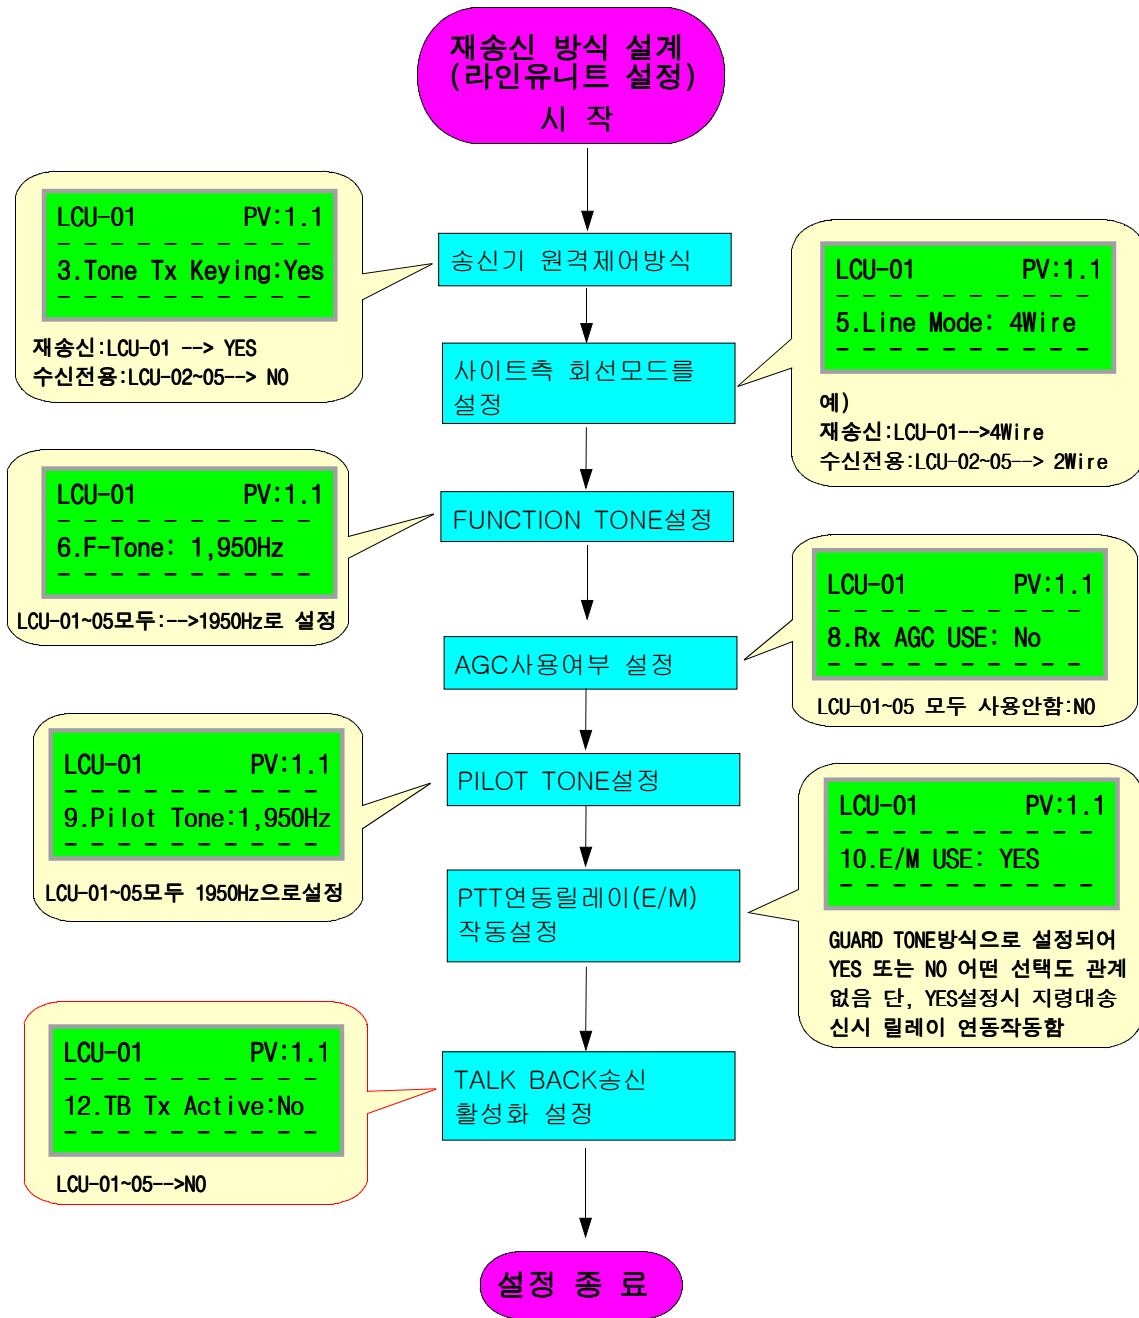 재송신 방식 설계
(라인유니트 설정)
시 작
LCU-01 PV:1.1
- - - - - - - - - -
3.Tone Tx Keying:Yes
- - - - - - - - - -
재송신:LCU-01 --> YES
수신전용:LCU-02~05--> NO
송신기 원격제어방식
LCU-01 PV:1.1
- - - - - - - - - -
5.Line Mode: 4Wire
- - - - - - - - - -
예)
재송신:LCU-01-->4Wire
수신전용:LCU-02~05--> 2Wire
사이트측 회선모드를
설정
LCU-01 PV:1.1
- - - - - - - - - -
6.F-Tone: 1,950Hz
- - - - - - - - - -
LCU-01~05모두:-->1950Hz로 설정
FUNCTION TONE설정
LCU-01 PV:1.1
- - - - - - - - - -
8.Rx AGC USE: No
- - - - - - - - - -
LCU-01~05 모두 사용안함:NO
AGC사용여부 설정
LCU-01 PV:1.1
- - - - - - - - - -
9.Pilot Tone:1,950Hz
- - - - - - - - - -
LCU-01~05모두 1950Hz으로설정
PILOT TONE설정
LCU-01 PV:1.1
- - - - - - - - - -
10.E/M USE: YES
- - - - - - - - - -
GUARD TONE방식으로 설정되어
YES 또는 NO 어떤 선택도 관계
없음 단, YES설정시 지령대송
신시 릴레이 연동작동함
PTT연동릴레이(E/M)
작동설정
LCU-01 PV:1.1
- - - - - - - - - -
12.TB Tx Active:No
- - - - - - - - - -
LCU-01~05-->NO
TALK BACK송신
활성화 설정
설정 종 료